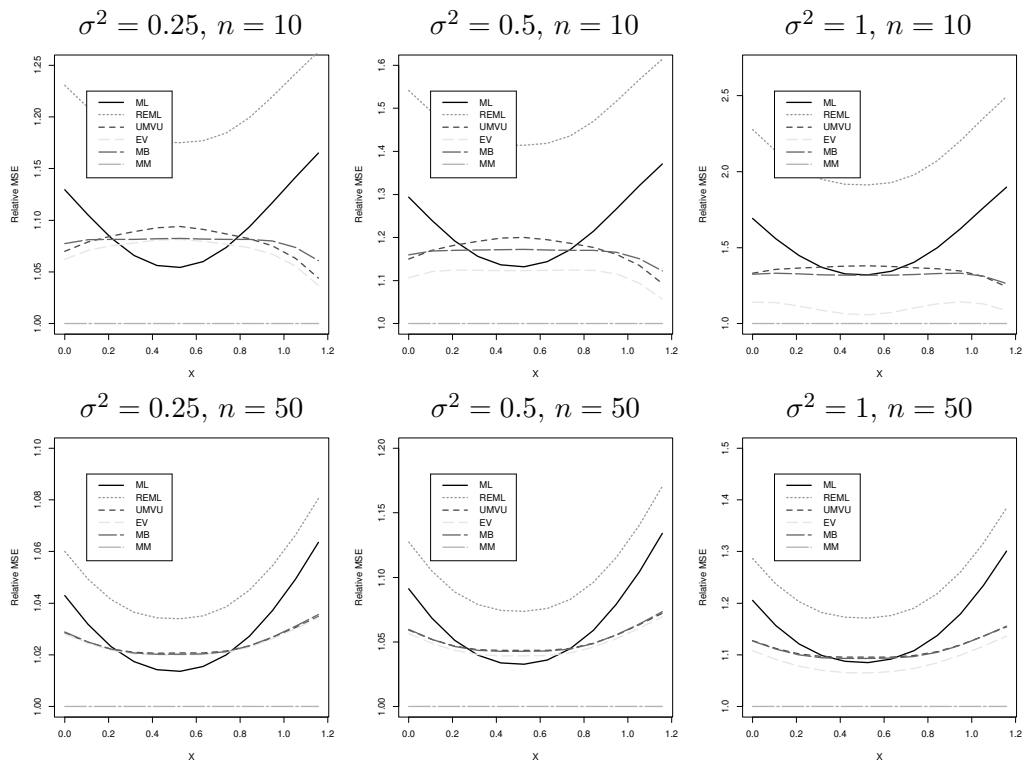 σ² = 0.25, n = 10
Relative MSE
1.00 1.05 1.10 1.15 1.20 1.25
ML
REML
UMVU
EV
MB
MM
0.0 0.2 0.4 0.6 0.8 1.0 1.2
X
σ² = 0.5, n = 10
Relative MSE
1.0 1.1 1.2 1.3 1.4 1.5 1.6
ML
REML
UMVU
EV
MB
MM
0.0 0.2 0.4 0.6 0.8 1.0 1.2
X
σ² = 1, n = 10
Relative MSE
1.0 1.5 2.0 2.5
ML
REML
UMVU
EV
MB
MM
0.0 0.2 0.4 0.6 0.8 1.0 1.2
X
σ² = 0.25, n = 50
Relative MSE
1.00 1.02 1.04 1.06 1.08 1.10
ML
REML
UMVU
EV
MB
MM
0.0 0.2 0.4 0.6 0.8 1.0 1.2
X
σ² = 0.5, n = 50
Relative MSE
1.00 1.05 1.10 1.15 1.20
ML
REML
UMVU
EV
MB
MM
0.0 0.2 0.4 0.6 0.8 1.0 1.2
X
σ² = 1, n = 50
Relative MSE
1.0 1.1 1.2 1.3 1.4 1.5
ML
REML
UMVU
EV
MB
MM
0.0 0.2 0.4 0.6 0.8 1.0 1.2
X